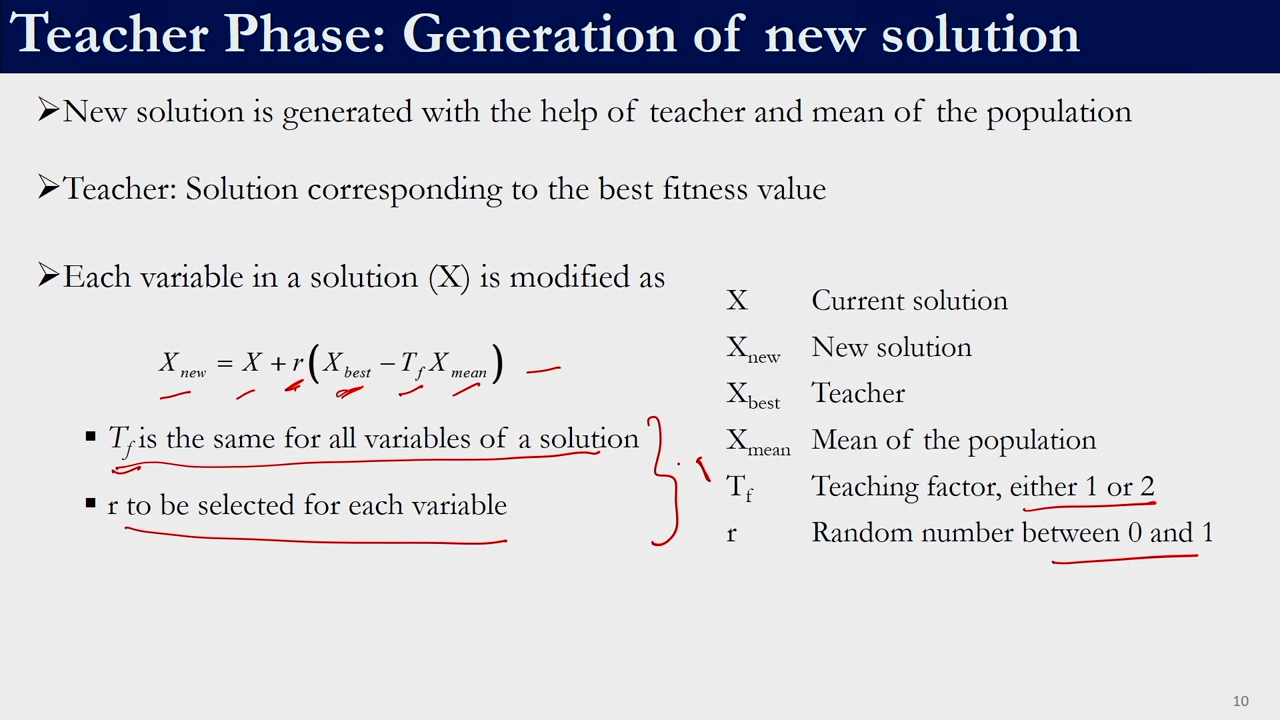 Teacher Phase: Generation of new solution
➢New solution is generated with the help of teacher and mean of the population
➢Teacher: Solution corresponding to the best fitness value
➢Each variable in a solution (X) is modified as
X_new = X + r(X_best − T_f X_mean)
▪ T_f is the same for all variables of a solution
▪ r to be selected for each variable
X Current solution
X_new New solution
X_best Teacher
X_mean Mean of the population
T_f Teaching factor, either 1 or 2
r Random number between 0 and 1
10